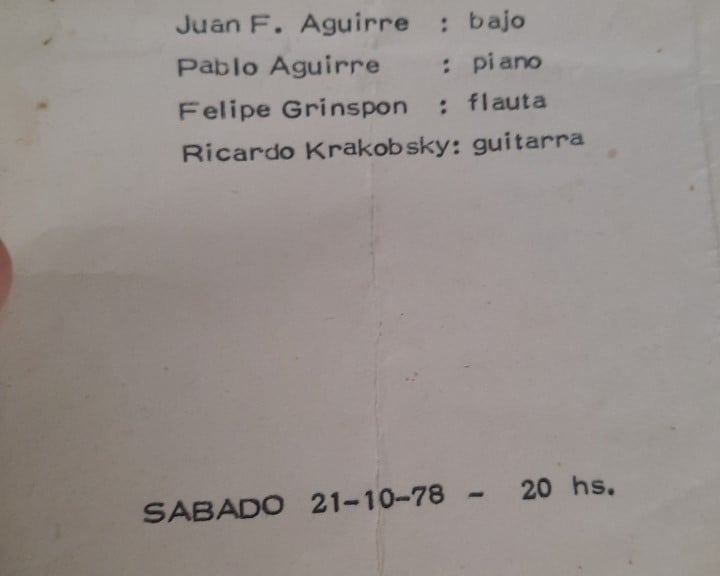 Juan F. Aguirre : bajo
Pablo Aguirre : piano
Felipe Grinspon : flauta
Ricardo Krakobsky: guitarra
SABADO 21-10-78 - 20 hs.